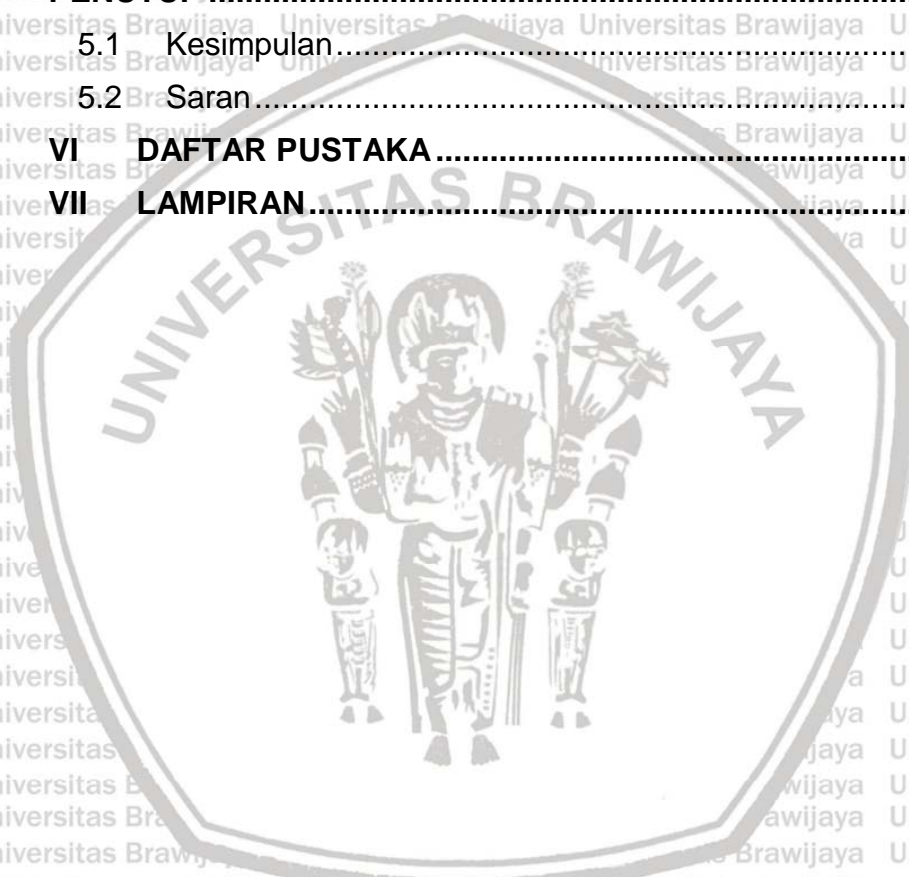 5.1 Kesimpulan..........................................................................
5.2 Saran....................................................................................
VI DAFTAR PUSTAKA......................................................
VII LAMPIRAN.....................................................................
UNIVERSITAS BRAWIJAYA